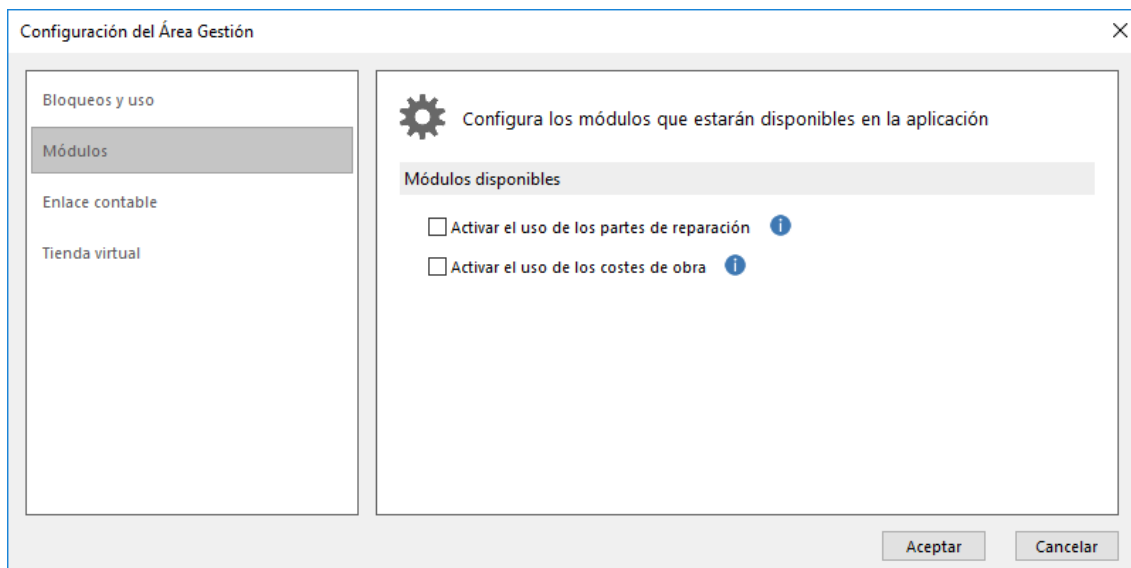 Configuración del Área Gestión
Bloqueos y uso
Módulos
Enlace contable
Tienda virtual
Configura los módulos que estarán disponibles en la aplicación
Módulos disponibles
Activar el uso de los partes de reparación
Activar el uso de los costes de obra
Aceptar
Cancelar